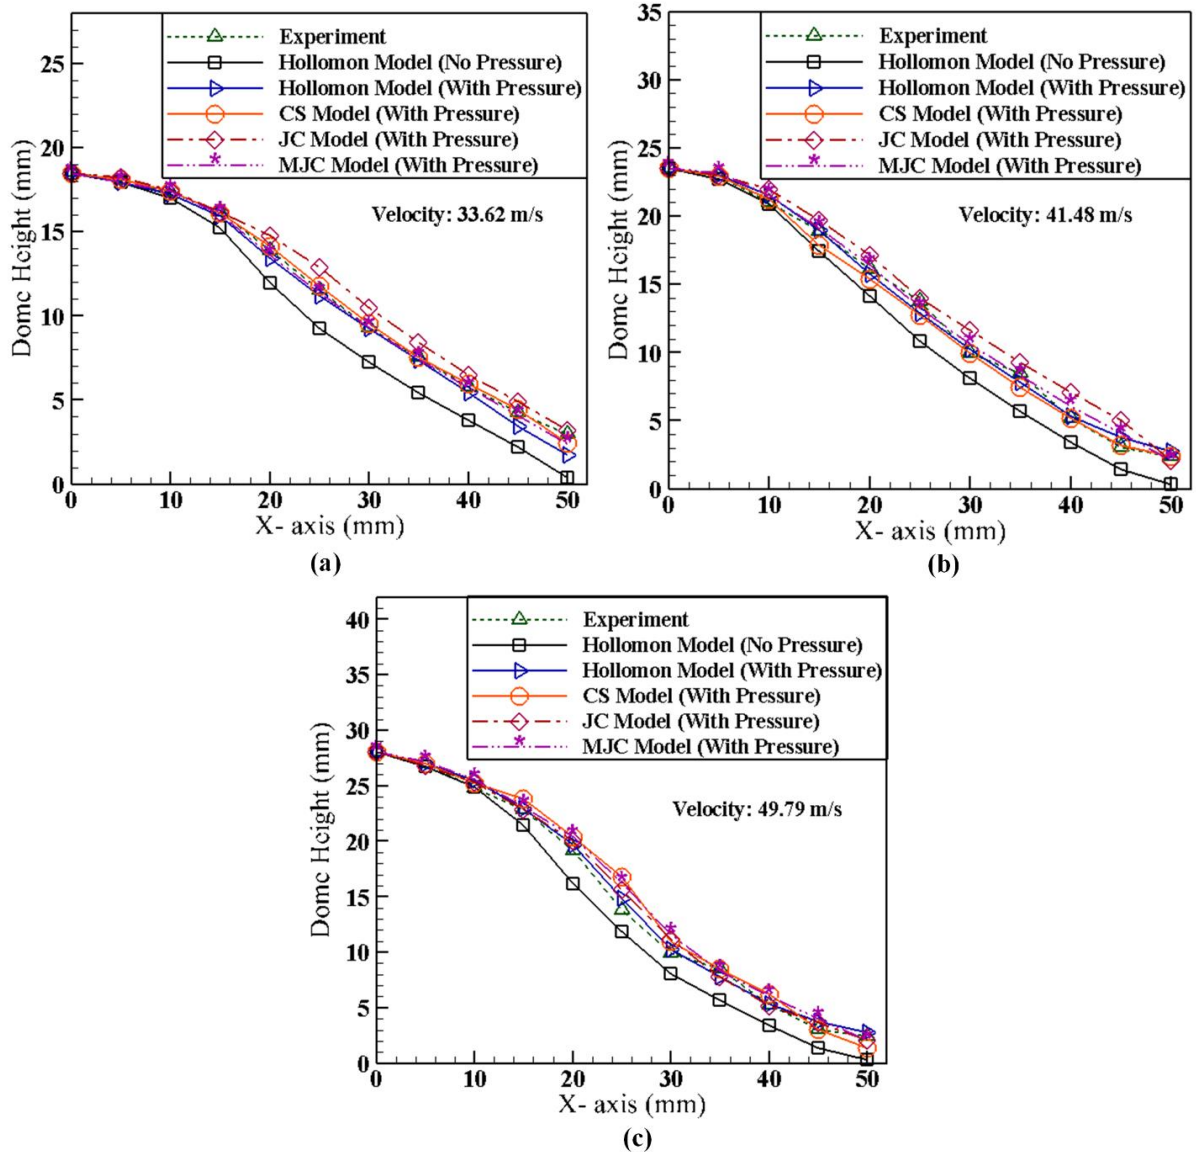 Experiment
Hollomon Model (No Pressure)
Hollomon Model (With Pressure)
CS Model (With Pressure)
JC Model (With Pressure)
MJC Model (With Pressure)
Velocity: 33.62 m/s
Dome Height (mm)
25
20
15
10
5
0
0 10 20 30 40 50
X- axis (mm)
(a)
Experiment
Hollomon Model (No Pressure)
Hollomon Model (With Pressure)
CS Model (With Pressure)
JC Model (With Pressure)
MJC Model (With Pressure)
Velocity: 41.48 m/s
Dome Height (mm)
35
30
25
20
15
10
5
0
0 10 20 30 40 50
X- axis (mm)
(b)
Experiment
Hollomon Model (No Pressure)
Hollomon Model (With Pressure)
CS Model (With Pressure)
JC Model (With Pressure)
MJC Model (With Pressure)
Velocity: 49.79 m/s
Dome Height (mm)
40
35
30
25
20
15
10
5
0
0 10 20 30 40 50
X- axis (mm)
(c)